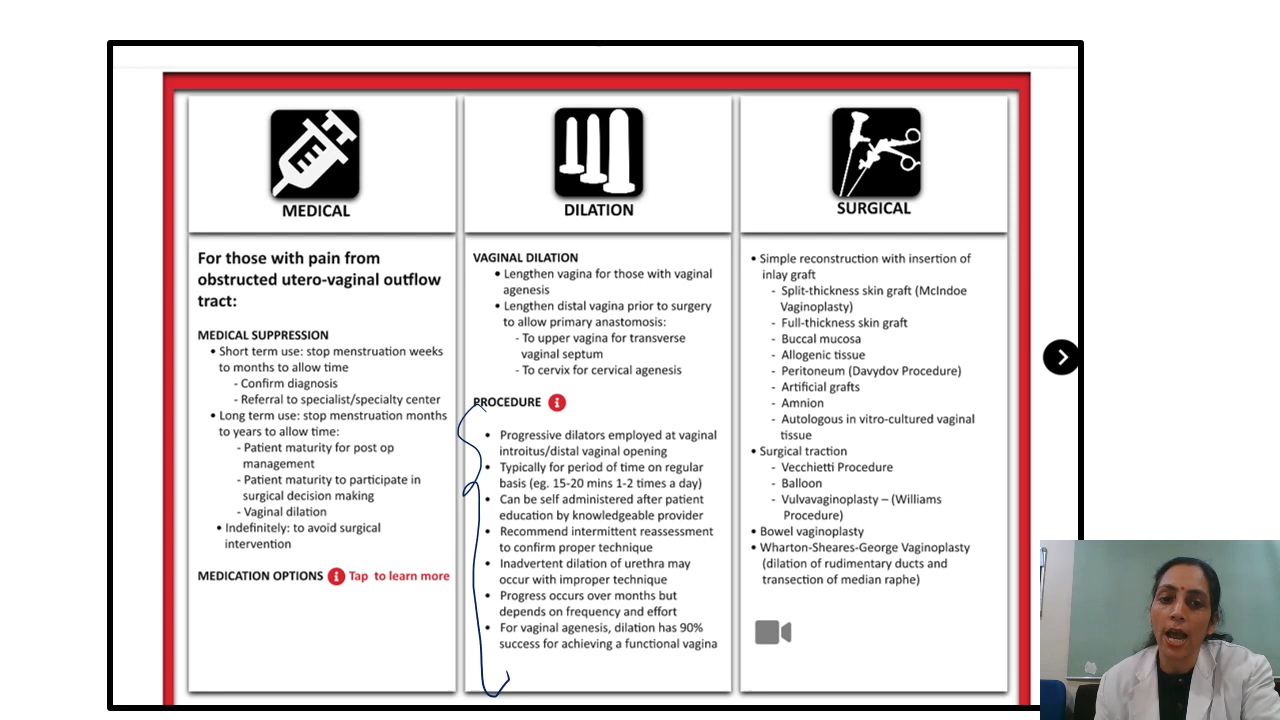 MEDICAL
For those with pain from
obstructed utero-vaginal outflow
tract:
MEDICAL SUPPRESSION
• Short term use: stop menstruation weeks
to months to allow time
- Confirm diagnosis
- Referral to specialist/specialty center
• Long term use: stop menstruation months
to years to allow time:
- Patient maturity for post op
management
- Patient maturity to participate in
surgical decision making
- Vaginal dilation
• Indefinitely: to avoid surgical
intervention
MEDICATION OPTIONS i Tap to learn more
DILATION
VAGINAL DILATION
• Lengthen vagina for those with vaginal
agenesis
• Lengthen distal vagina prior to surgery
to allow primary anastomosis:
- To upper vagina for transverse
vaginal septum
- To cervix for cervical agenesis
PROCEDURE i
• Progressive dilators employed at vaginal
introitus/distal vaginal opening
• Typically for period of time on regular
basis (eg. 15-20 mins 1-2 times a day)
• Can be self administered after patient
education by knowledgeable provider
• Recommend intermittent reassessment
to confirm proper technique
• Inadvertent dilation of urethra may
occur with improper technique
• Progress occurs over months but
depends on frequency and effort
• For vaginal agenesis, dilation has 90%
success for achieving a functional vagina
SURGICAL
• Simple reconstruction with insertion of
inlay graft
- Split-thickness skin graft (McIndoe
Vaginoplasty)
- Full-thickness skin graft
- Buccal mucosa
- Allogenic tissue
- Peritoneum (Davydov Procedure)
- Artificial grafts
- Amnion
- Autologous in vitro-cultured vaginal
tissue
• Surgical traction
- Vecchietti Procedure
- Balloon
- Vulvavaginoplasty – (Williams
Procedure)
• Bowel vaginoplasty
• Wharton-Sheares-George Vaginoplasty
(dilation of rudimentary ducts and
transection of median raphe)